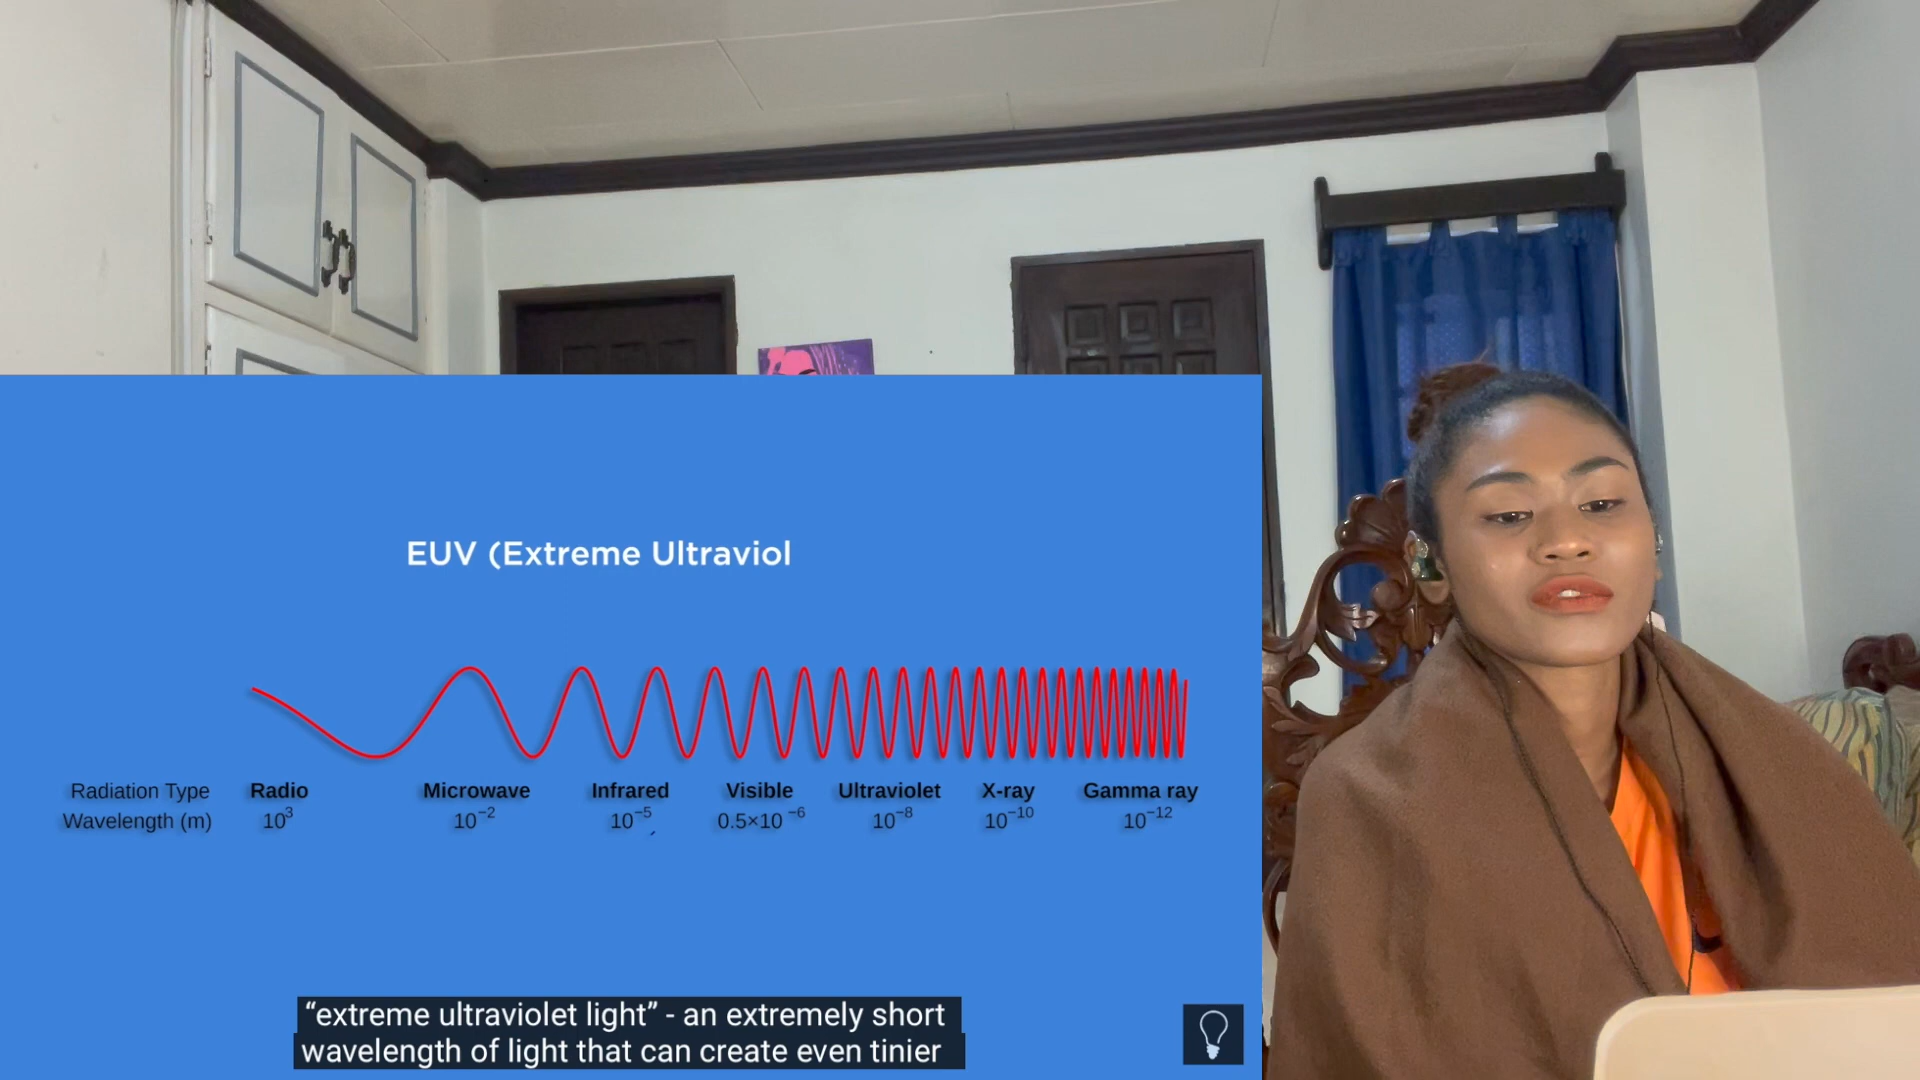 EUV (Extreme Ultraviol
Radiation Type Radio Microwave Infrared Visible Ultraviolet X-ray Gamma ray
Wavelength (m) 10³ 10⁻² 10⁻⁵ 0.5×10⁻⁶ 10⁻⁸ 10⁻¹⁰ 10⁻¹²
“extreme ultraviolet light” - an extremely short
wavelength of light that can create even tinier